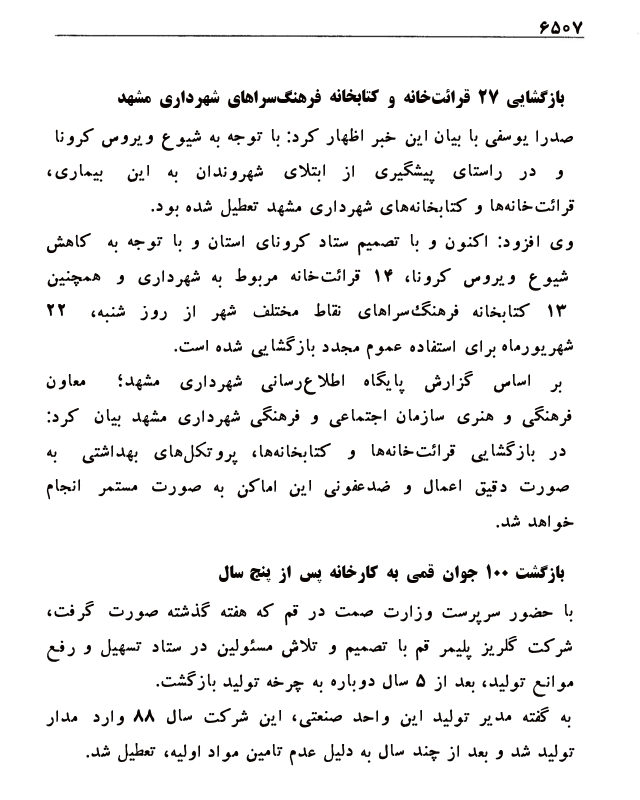 ۶۵۰۷
بازگشایی ۲۷ قرائت‌خانه و کتابخانه فرهنگ‌سراهای شهرداری مشهد
صدرا یوسفی با بیان این خبر اظهار کرد: با توجه به شیوع ویروس کرونا
و در راستای پیشگیری از ابتلای شهروندان به این بیماری،
قرائت‌خانه‌ها و کتابخانه‌های شهرداری مشهد تعطیل شده بود.
وی افزود: اکنون و با تصمیم ستاد کرونای استان و با توجه به کاهش
شیوع ویروس کرونا، ۱۴ قرائت‌خانه مربوط به شهرداری و همچنین
۱۳ کتابخانه فرهنگ‌سراهای نقاط مختلف شهر از روز شنبه، ۲۲
شهریورماه برای استفاده عموم مجدد بازگشایی شده است.
بر اساس گزارش پایگاه اطلاع‌رسانی شهرداری مشهد؛ معاون
فرهنگی و هنری سازمان اجتماعی و فرهنگی شهرداری مشهد بیان کرد:
در بازگشایی قرائت‌خانه‌ها و کتابخانه‌ها، پروتکل‌های بهداشتی به
صورت دقیق اعمال و ضدعفونی این اماکن به صورت مستمر انجام
خواهد شد.
بازگشت ۱۰۰ جوان قمی به کارخانه پس از پنج سال
با حضور سرپرست وزارت صمت در قم که هفته گذشته صورت گرفت،
شرکت گلریز پلیمر قم با تصمیم و تلاش مسئولین در ستاد تسهیل و رفع
موانع تولید، بعد از ۵ سال دوباره به چرخه تولید بازگشت.
به گفته مدیر تولید این واحد صنعتی، این شرکت سال ۸۸ وارد مدار
تولید شد و بعد از چند سال به دلیل عدم تامین مواد اولیه، تعطیل شد.